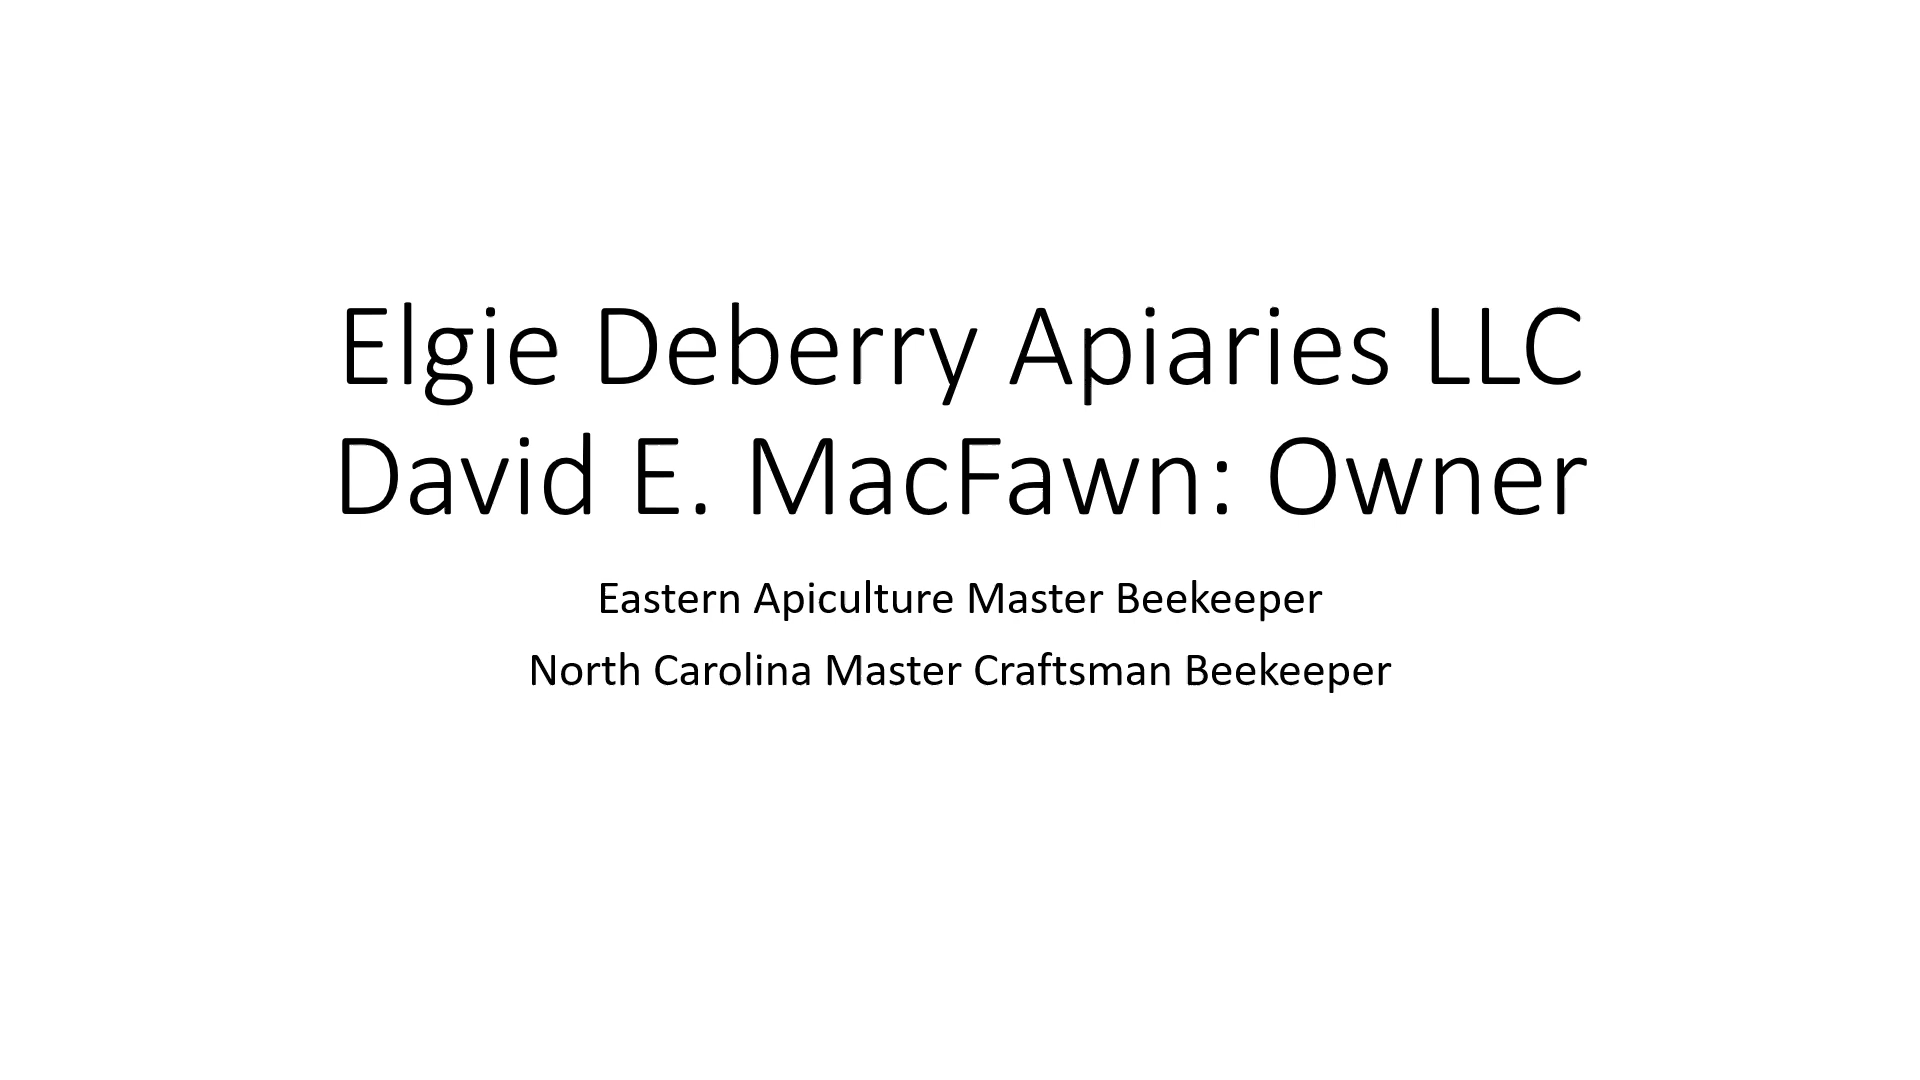 Elgie Deberry Apiaries LLC
David E. MacFawn: Owner
Eastern Apiculture Master Beekeeper
North Carolina Master Craftsman Beekeeper